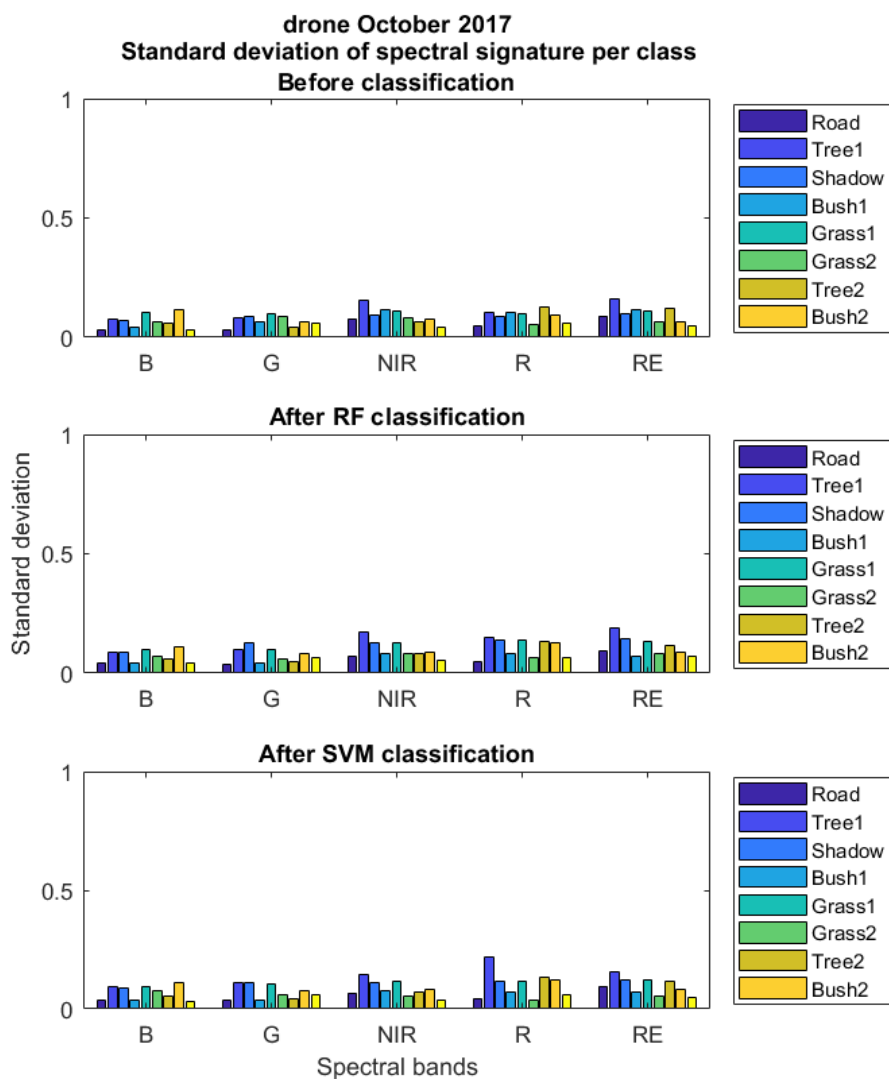 drone October 2017
Standard deviation of spectral signature per class
Before classification
1
0.5
0
B G NIR R RE
Road
Tree1
Shadow
Bush1
Grass1
Grass2
Tree2
Bush2
After RF classification
Standard deviation
1
0.5
0
B G NIR R RE
Road
Tree1
Shadow
Bush1
Grass1
Grass2
Tree2
Bush2
After SVM classification
1
0.5
0
B G NIR R RE
Spectral bands
Road
Tree1
Shadow
Bush1
Grass1
Grass2
Tree2
Bush2